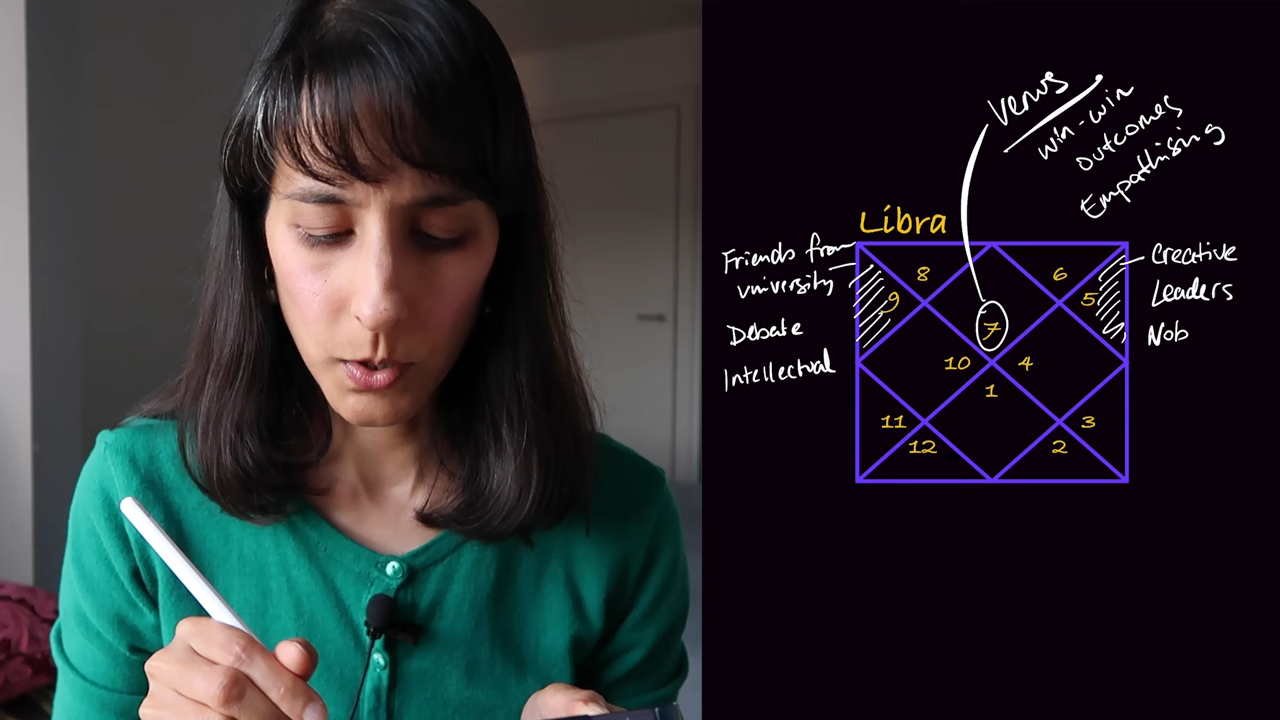 Venus
win-win
outcomes
Empathising
Libra
Friends from
university
Debate
Intellectual
Creative
Leaders
Nob
8
6
9
5
7
10
4
1
11
3
12
2